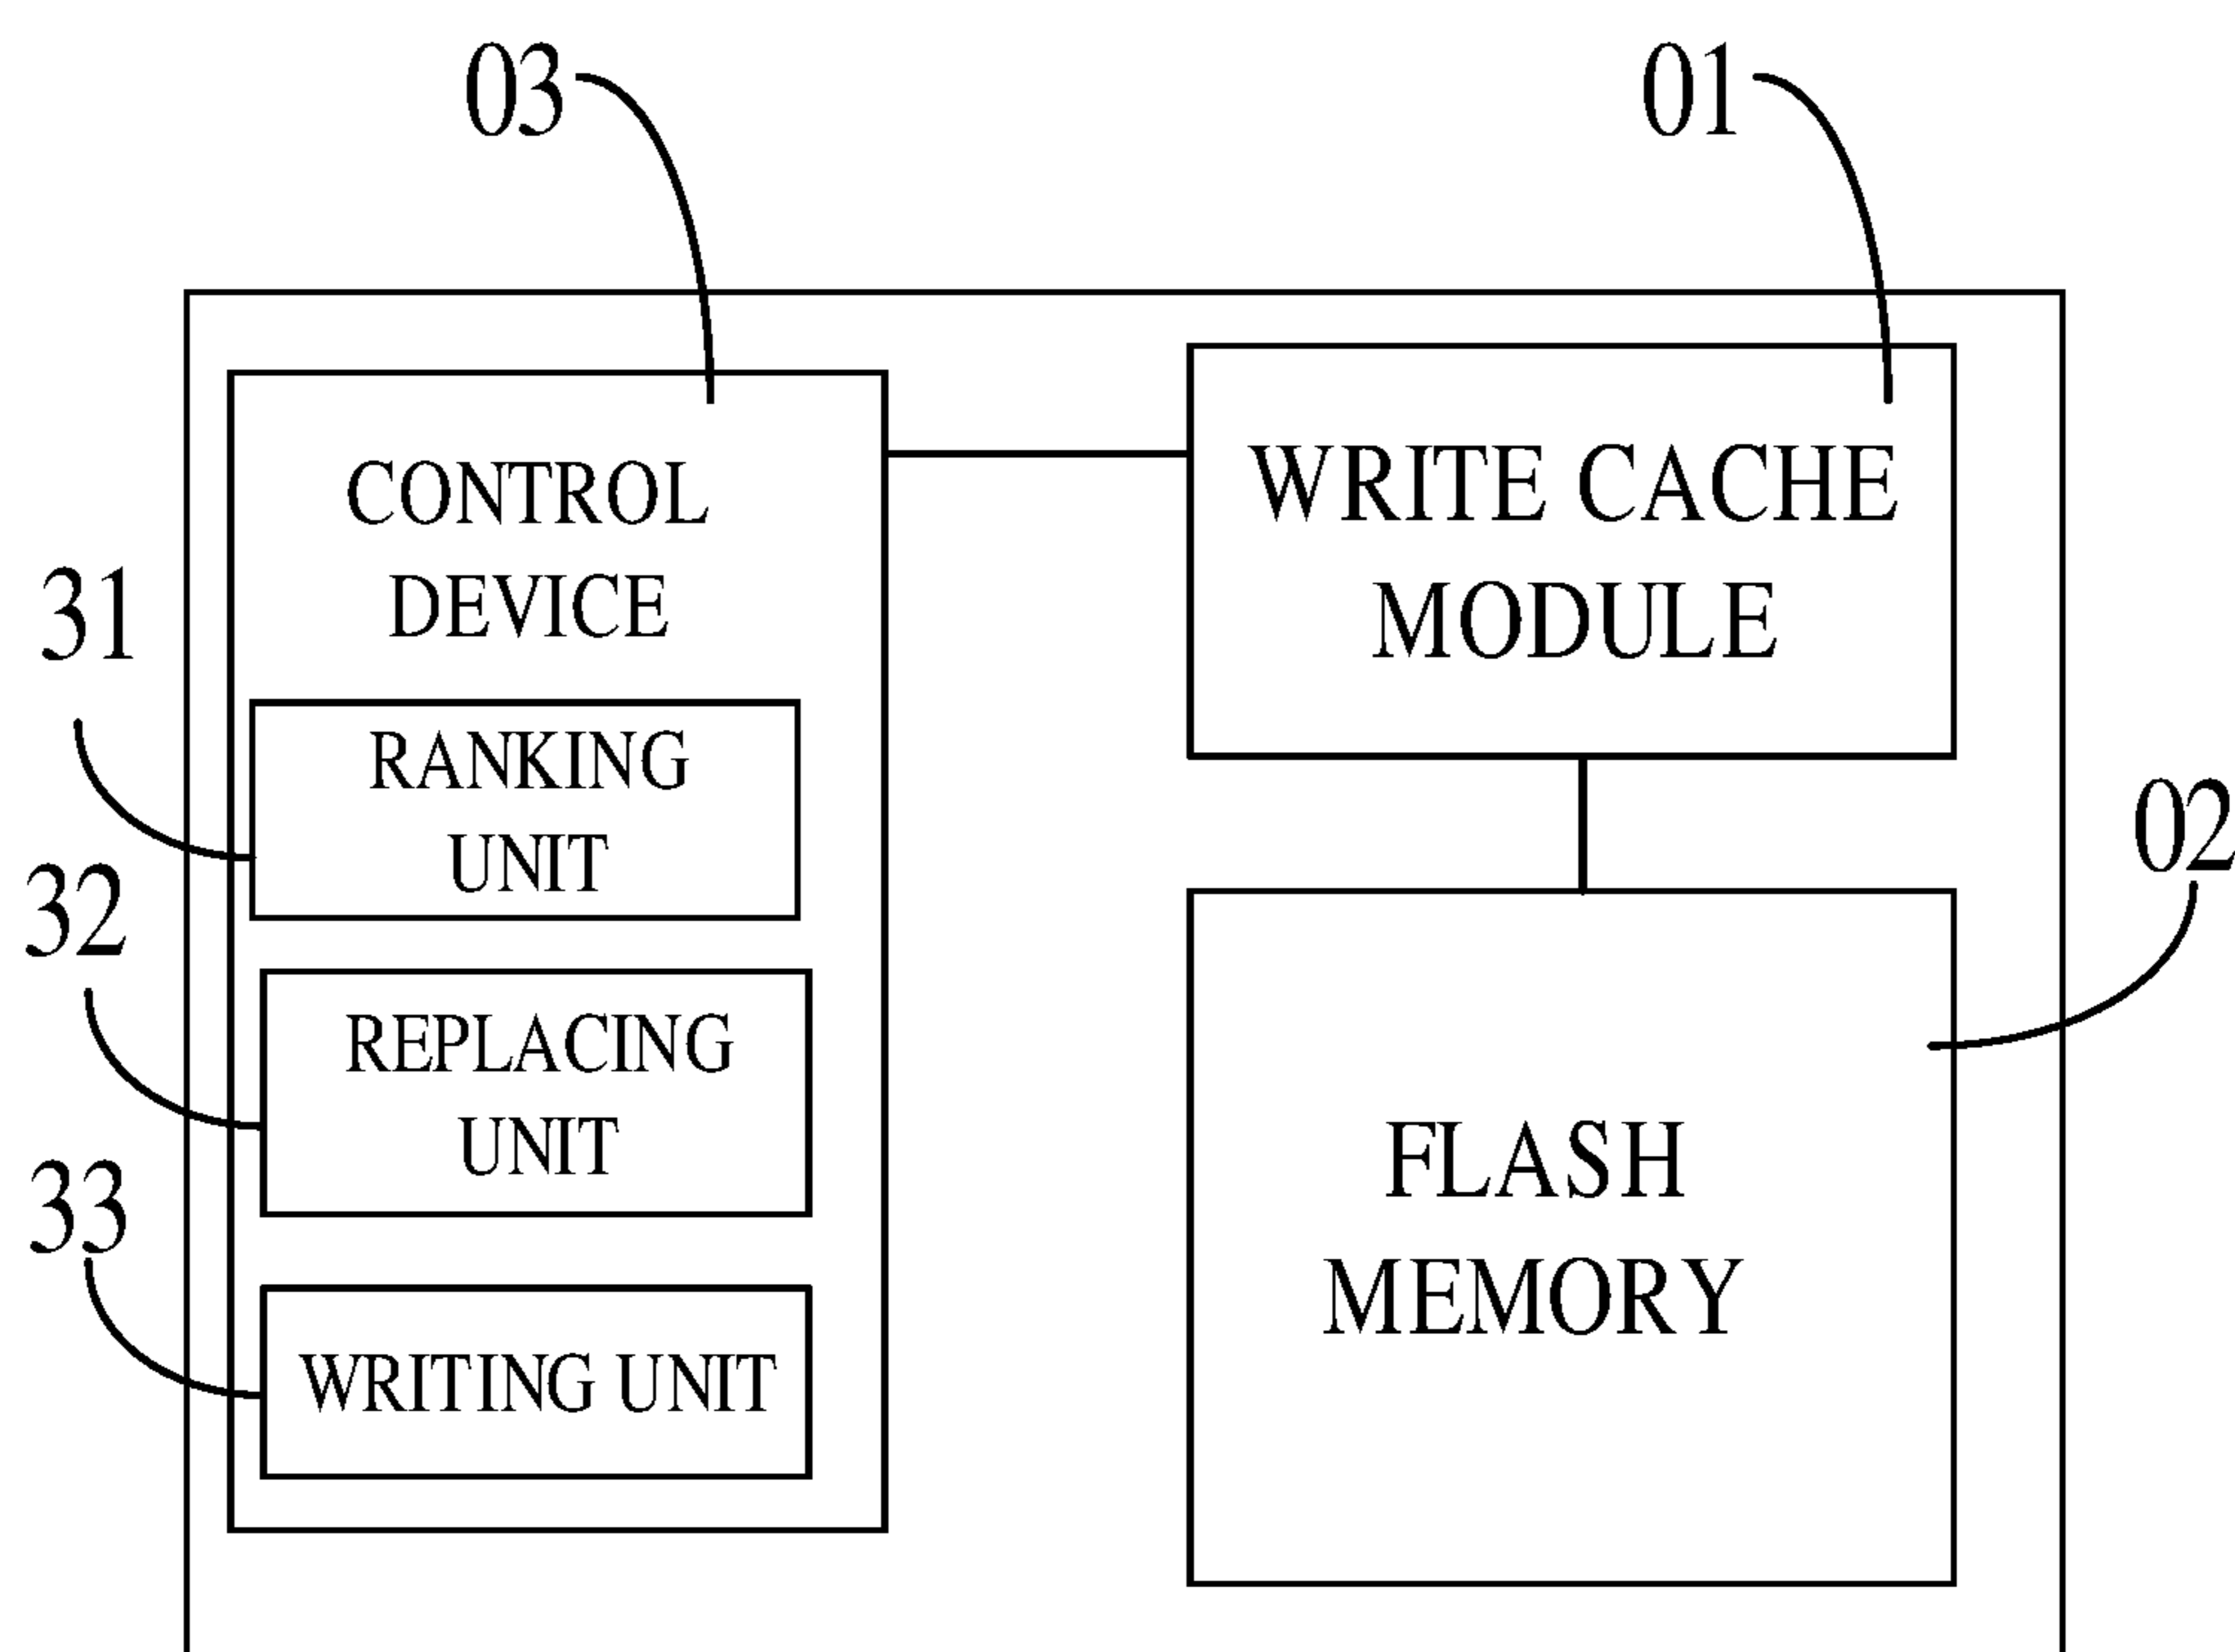 03
01
CONTROL
DEVICE
WRITE CACHE
MODULE
31
RANKING
UNIT
32
REPLACING
UNIT
33
WRITING UNIT
02
FLASH
MEMORY